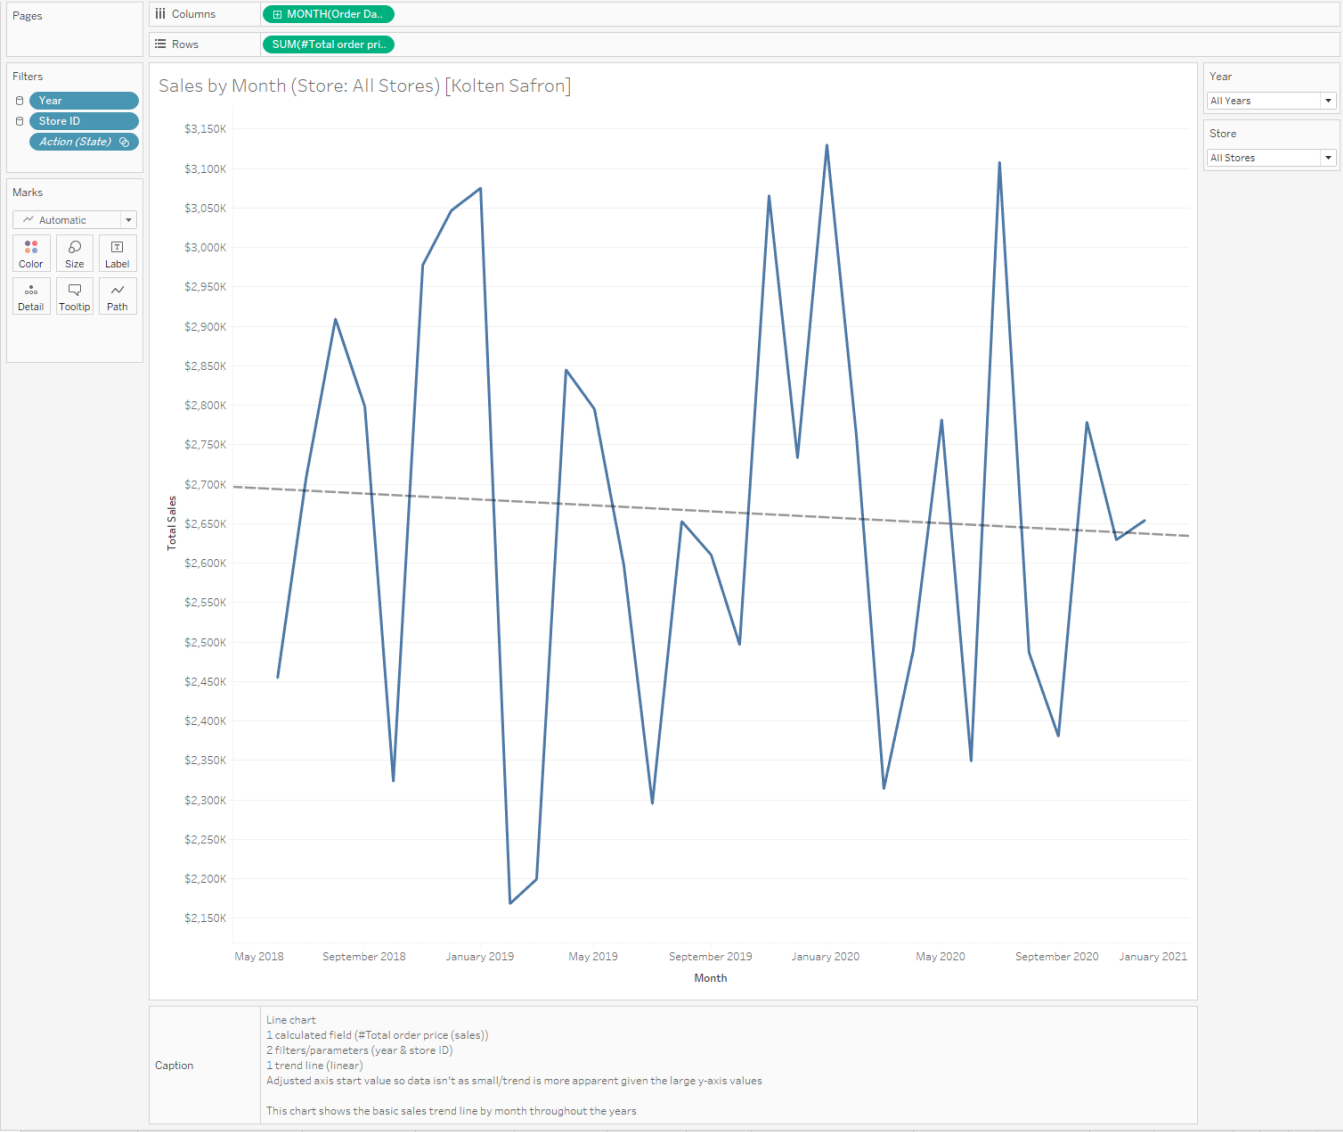 Pages
Columns
MONTH(Order Da..
Rows
SUM(#Total order pri..
Filters
Year
Store ID
Action (State)
Marks
Automatic
Color Size Label
Detail Tooltip Path
Sales by Month (Store: All Stores) [Kolten Safron]
Total Sales
$3,150K
$3,100K
$3,050K
$3,000K
$2,950K
$2,900K
$2,850K
$2,800K
$2,750K
$2,700K
$2,650K
$2,600K
$2,550K
$2,500K
$2,450K
$2,400K
$2,350K
$2,300K
$2,250K
$2,200K
$2,150K
May 2018 September 2018 January 2019 May 2019 September 2019 January 2020 May 2020 September 2020 January 2021
Month
Year
All Years
Store
All Stores
Caption
Line chart
1 calculated field (#Total order price (sales))
2 filters/parameters (year & store ID)
1 trend line (linear)
Adjusted axis start value so data isn't as small/trend is more apparent given the large y-axis values
This chart shows the basic sales trend line by month throughout the years